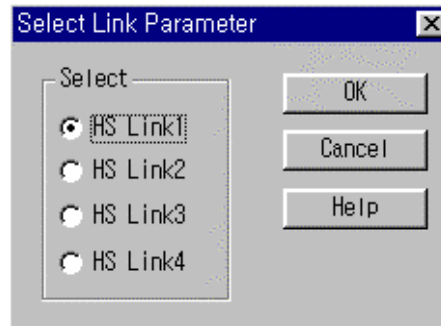 Select Link Parameter
Select
HS Link1
HS Link2
HS Link3
HS Link4
OK
Cancel
Help